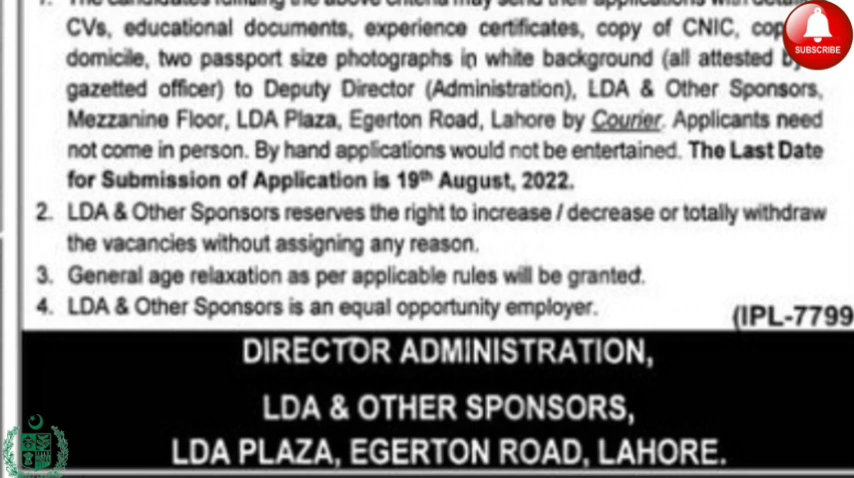 CVs, educational documents, experience certificates, copy of CNIC,
domicile, two passport size photographs in white background (all attested by
gazetted officer) to Deputy Director (Administration), LDA & Other Sponsors,
Mezzanine Floor, LDA Plaza, Egerton Road, Lahore by Courier. Applicants need
not come in person. By hand applications would not be entertained. The Last Date
for Submission of Application is 19th August, 2022.
2. LDA & Other Sponsors reserves the right to increase / decrease or totally withdraw
the vacancies without assigning any reason.
3. General age relaxation as per applicable rules will be granted.
4. LDA & Other Sponsors is an equal opportunity employer.
(IPL-7799
DIRECTOR ADMINISTRATION,
LDA & OTHER SPONSORS,
LDA PLAZA, EGERTON ROAD, LAHORE.
SUBSCRIBE